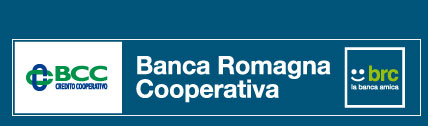 BCC
CREDITO COOPERATIVO
Banca Romagna
Cooperativa
brc
la banca amica